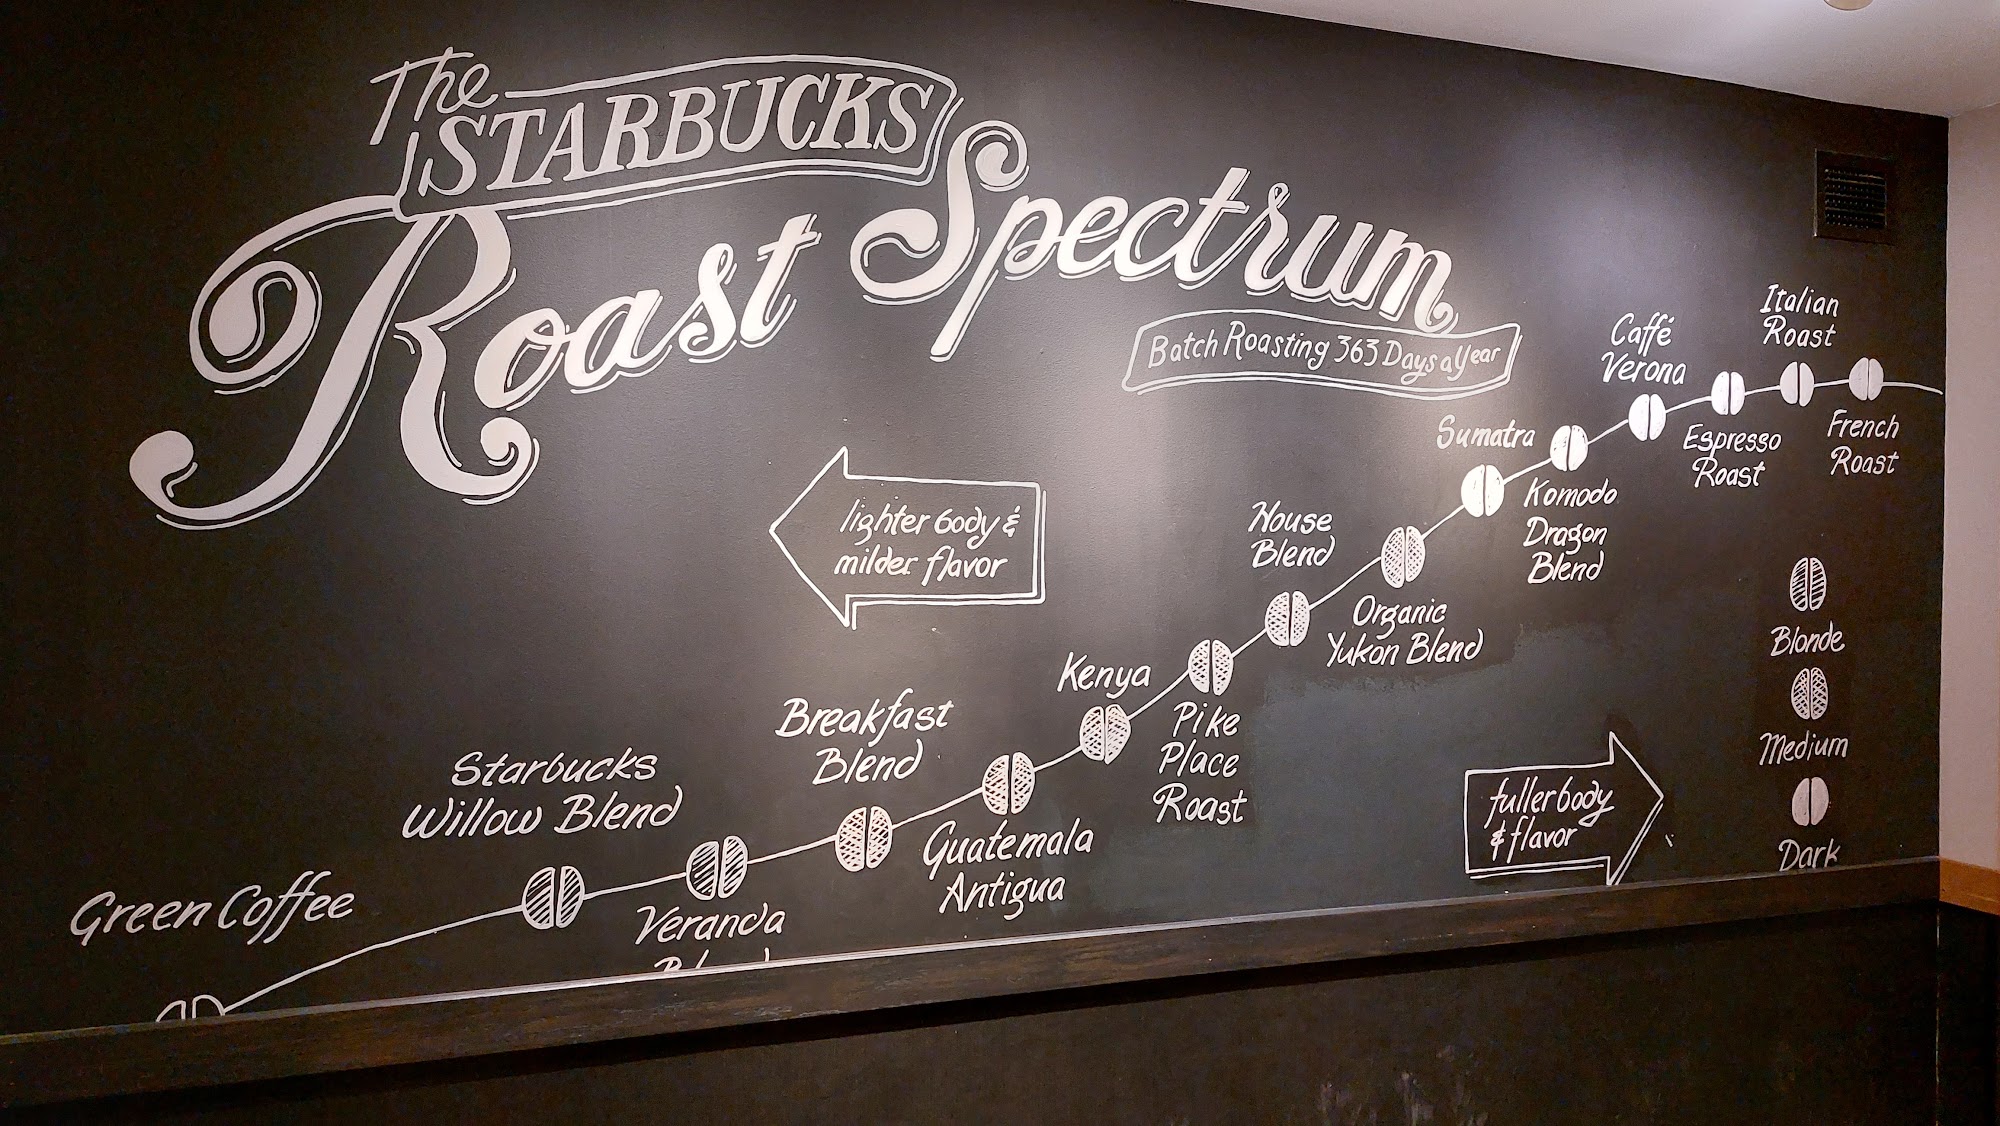 The
STARBUCKS
Roast Spectrum
Batch Roasting 363 Days a Year
Italian
Roast
Caffé
Verona
French
Roast
Espresso
Roast
Sumatra
Komodo
Dragon
Blend
House
Blend
Organic
Yukon Blend
lighter body &
milder flavor
Kenya
Pike
Place
Roast
Breakfast
Blend
Guatemala
Antigua
Starbucks
Willow Blend
Veranda
Green Coffee
fuller body
& flavor
Blonde
Medium
Dark